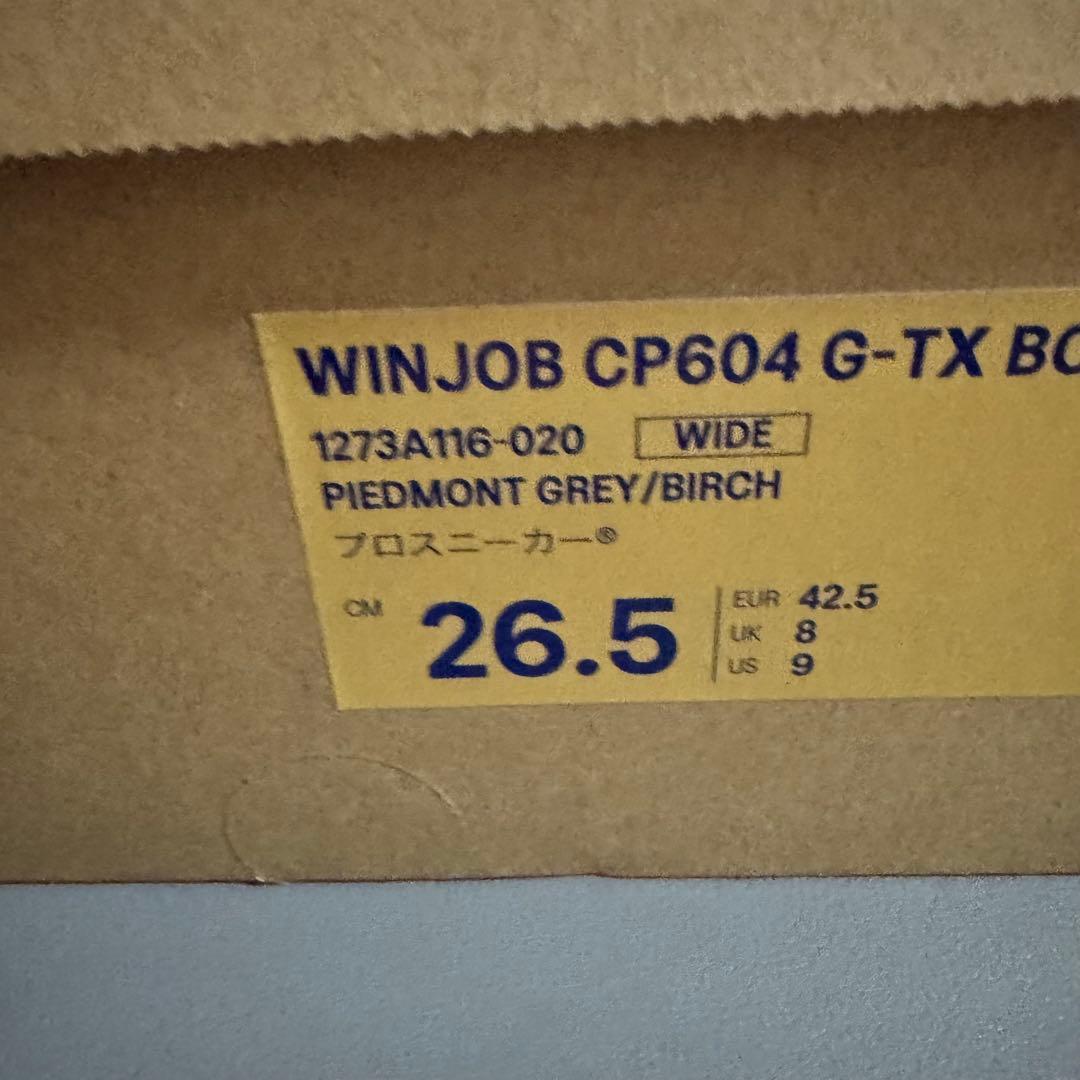 WINJOB CP604 G-TX
1273A116-020 WIDE
PIEDMONT GREY/BIRCH
プロスニーカー®
CM 26.5
EUR 42.5
UK 8
US 9